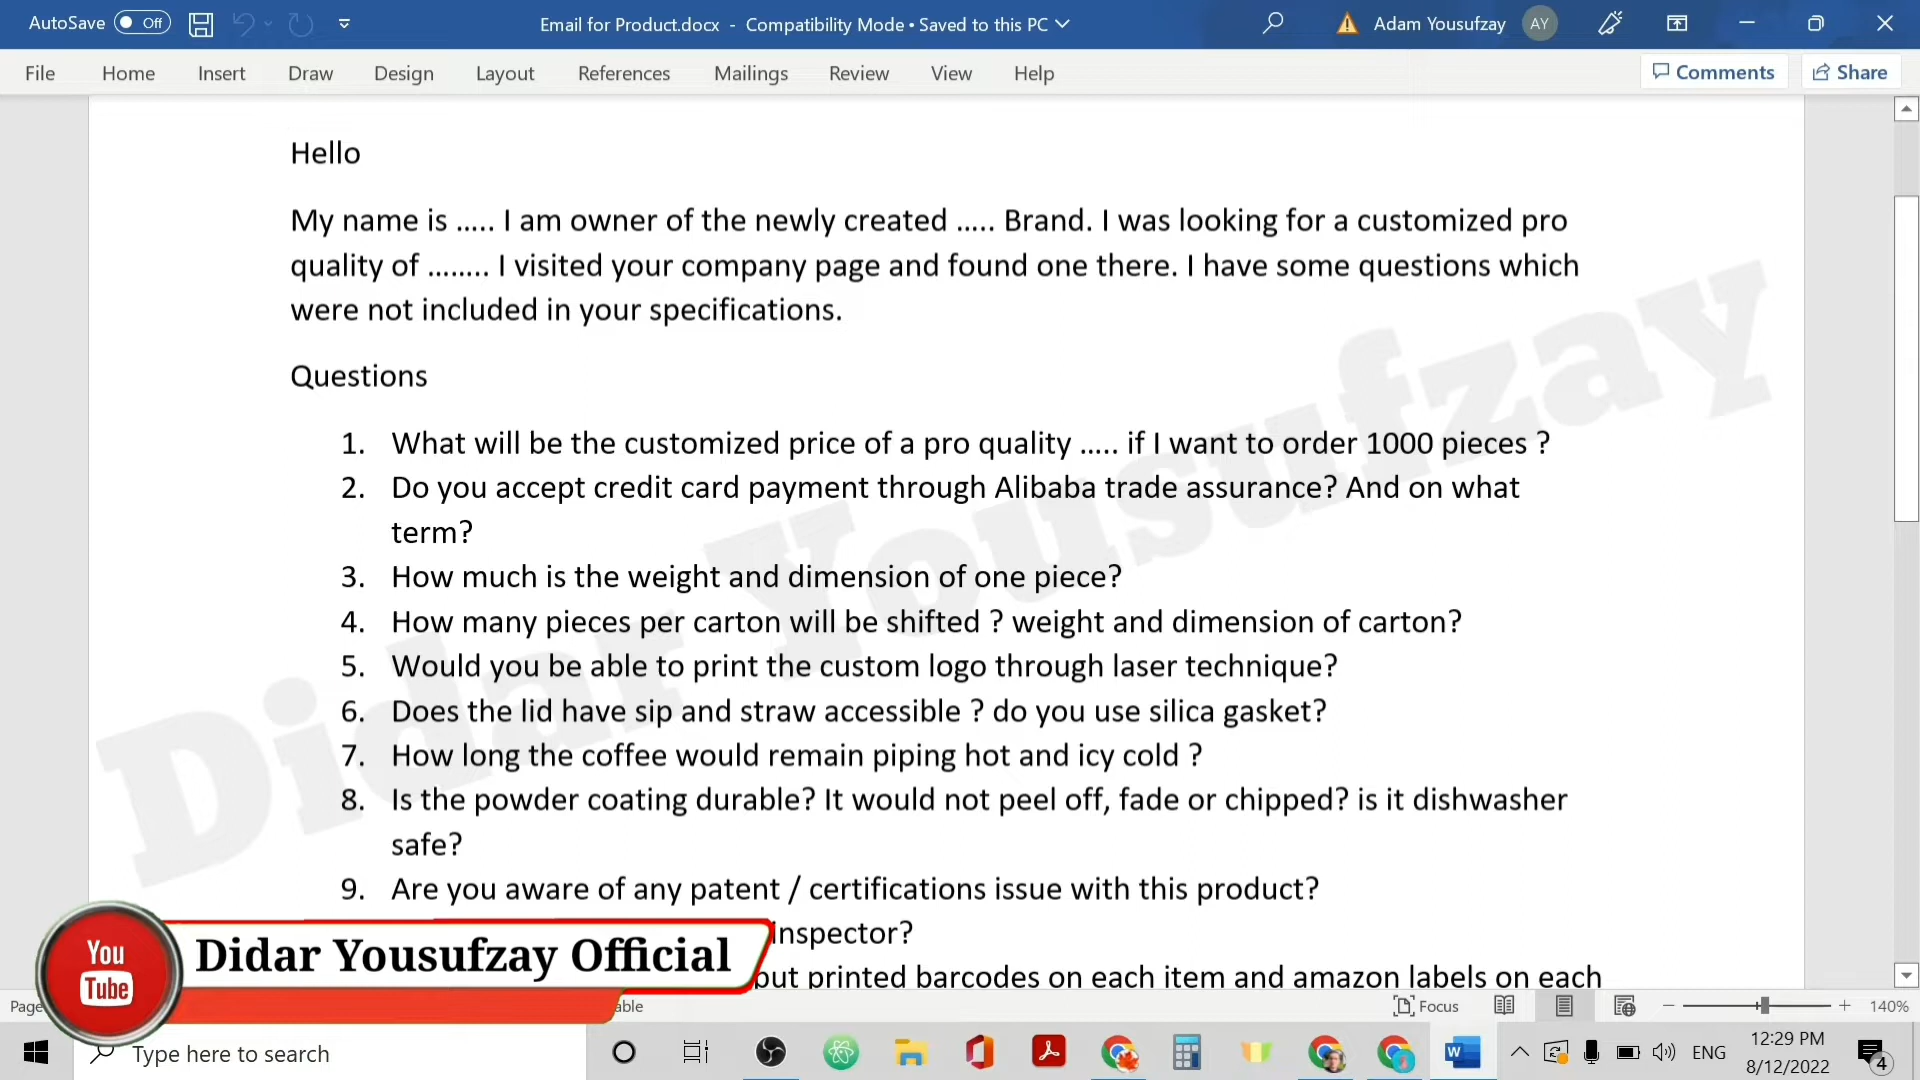 AutoSave Off Email for Product.docx - Compatibility Mode • Saved to this PC Adam Yousufzay AY
File Home Insert Draw Design Layout References Mailings Review View Help Comments Share
Hello
My name is ..... I am owner of the newly created ..... Brand. I was looking for a customized pro
quality of ........ I visited your company page and found one there. I have some questions which
were not included in your specifications.
Questions
1. What will be the customized price of a pro quality ..... if I want to order 1000 pieces ?
2. Do you accept credit card payment through Alibaba trade assurance? And on what
term?
3. How much is the weight and dimension of one piece?
4. How many pieces per carton will be shifted ? weight and dimension of carton?
5. Would you be able to print the custom logo through laser technique?
6. Does the lid have sip and straw accessible ? do you use silica gasket?
7. How long the coffee would remain piping hot and icy cold ?
8. Is the powder coating durable? It would not peel off, fade or chipped? is it dishwasher
safe?
9. Are you aware of any patent / certifications issue with this product?
inspector?
put printed barcodes on each item and amazon labels on each
Didar Yousufzay
You
Tube
Didar Yousufzay Official
Page Focus 140%
Type here to search
W
ENG
12:29 PM
8/12/2022
4